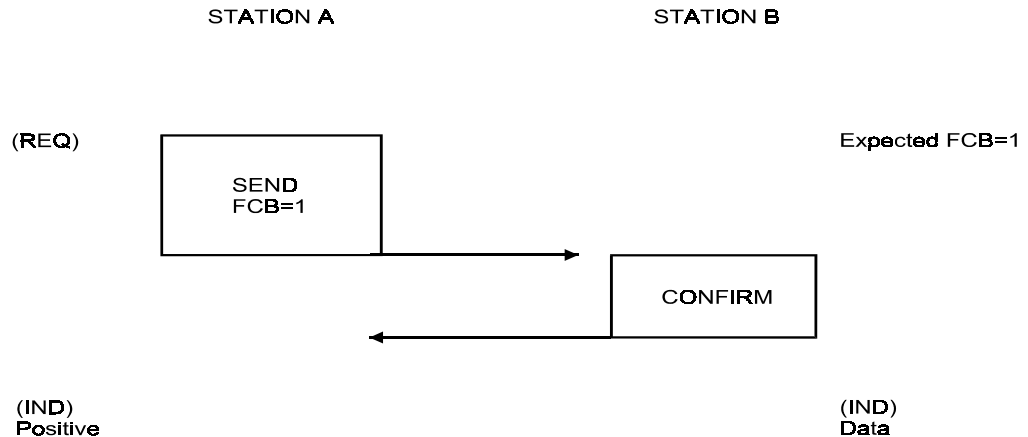 STATION A
STATION B
(REQ)
Expected FCB=1
SEND
FCB=1
CONFIRM
(IND)
Positive
(IND)
Data